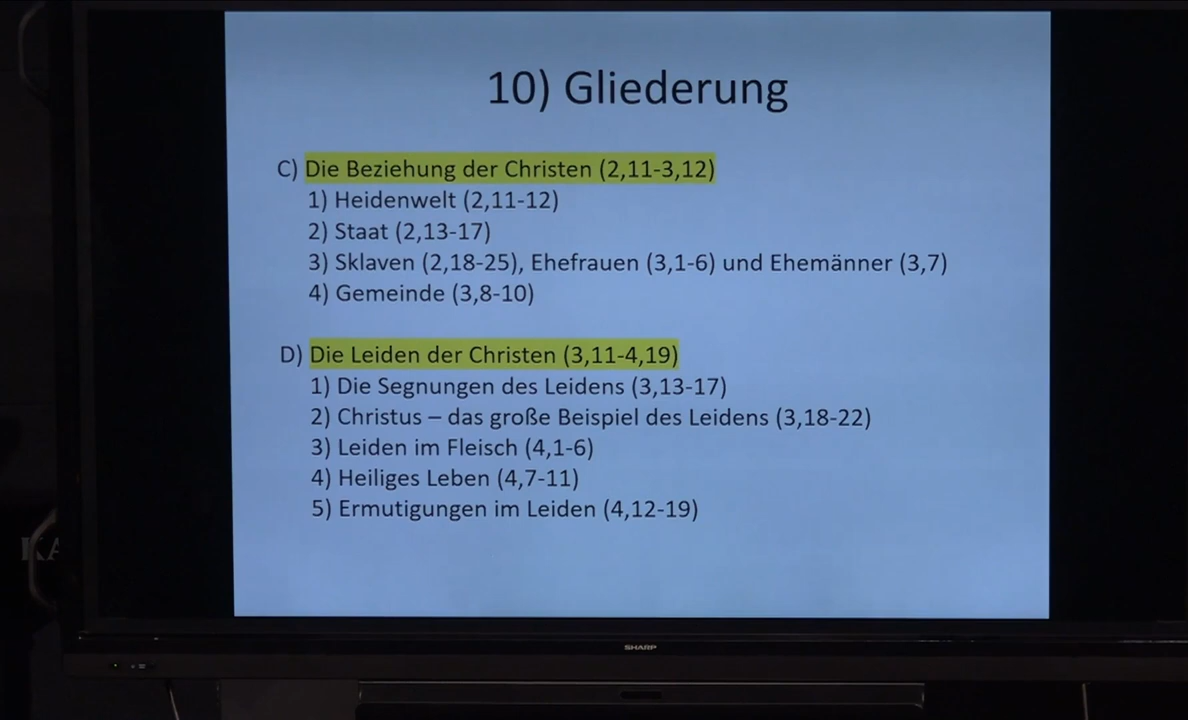 10) Gliederung
C) Die Beziehung der Christen (2,11-3,12)
1) Heidenwelt (2,11-12)
2) Staat (2,13-17)
3) Sklaven (2,18-25), Ehefrauen (3,1-6) und Ehemänner (3,7)
4) Gemeinde (3,8-10)
D) Die Leiden der Christen (3,11-4,19)
1) Die Segnungen des Leidens (3,13-17)
2) Christus – das große Beispiel des Leidens (3,18-22)
3) Leiden im Fleisch (4,1-6)
4) Heiliges Leben (4,7-11)
5) Ermutigungen im Leiden (4,12-19)
SHARP